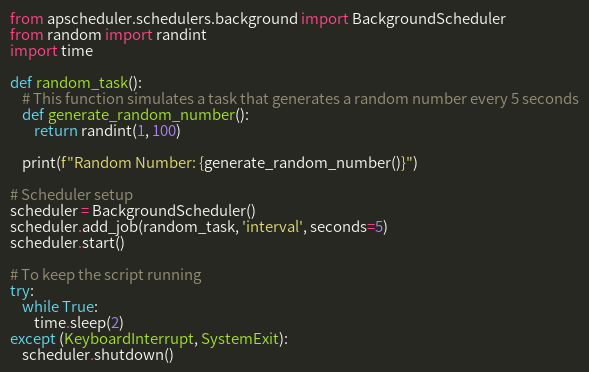 from apscheduler.schedulers.background import BackgroundScheduler
from random import randint
import time

def random_task():
    # This function simulates a task that generates a random number every 5 seconds
    def generate_random_number():
        return randint(1, 100)

    print(f"Random Number: {generate_random_number()}")

# Scheduler setup
scheduler = BackgroundScheduler()
scheduler.add_job(random_task, 'interval', seconds=5)
scheduler.start()

# To keep the script running
try:
    while True:
        time.sleep(2)
except (KeyboardInterrupt, SystemExit):
    scheduler.shutdown()